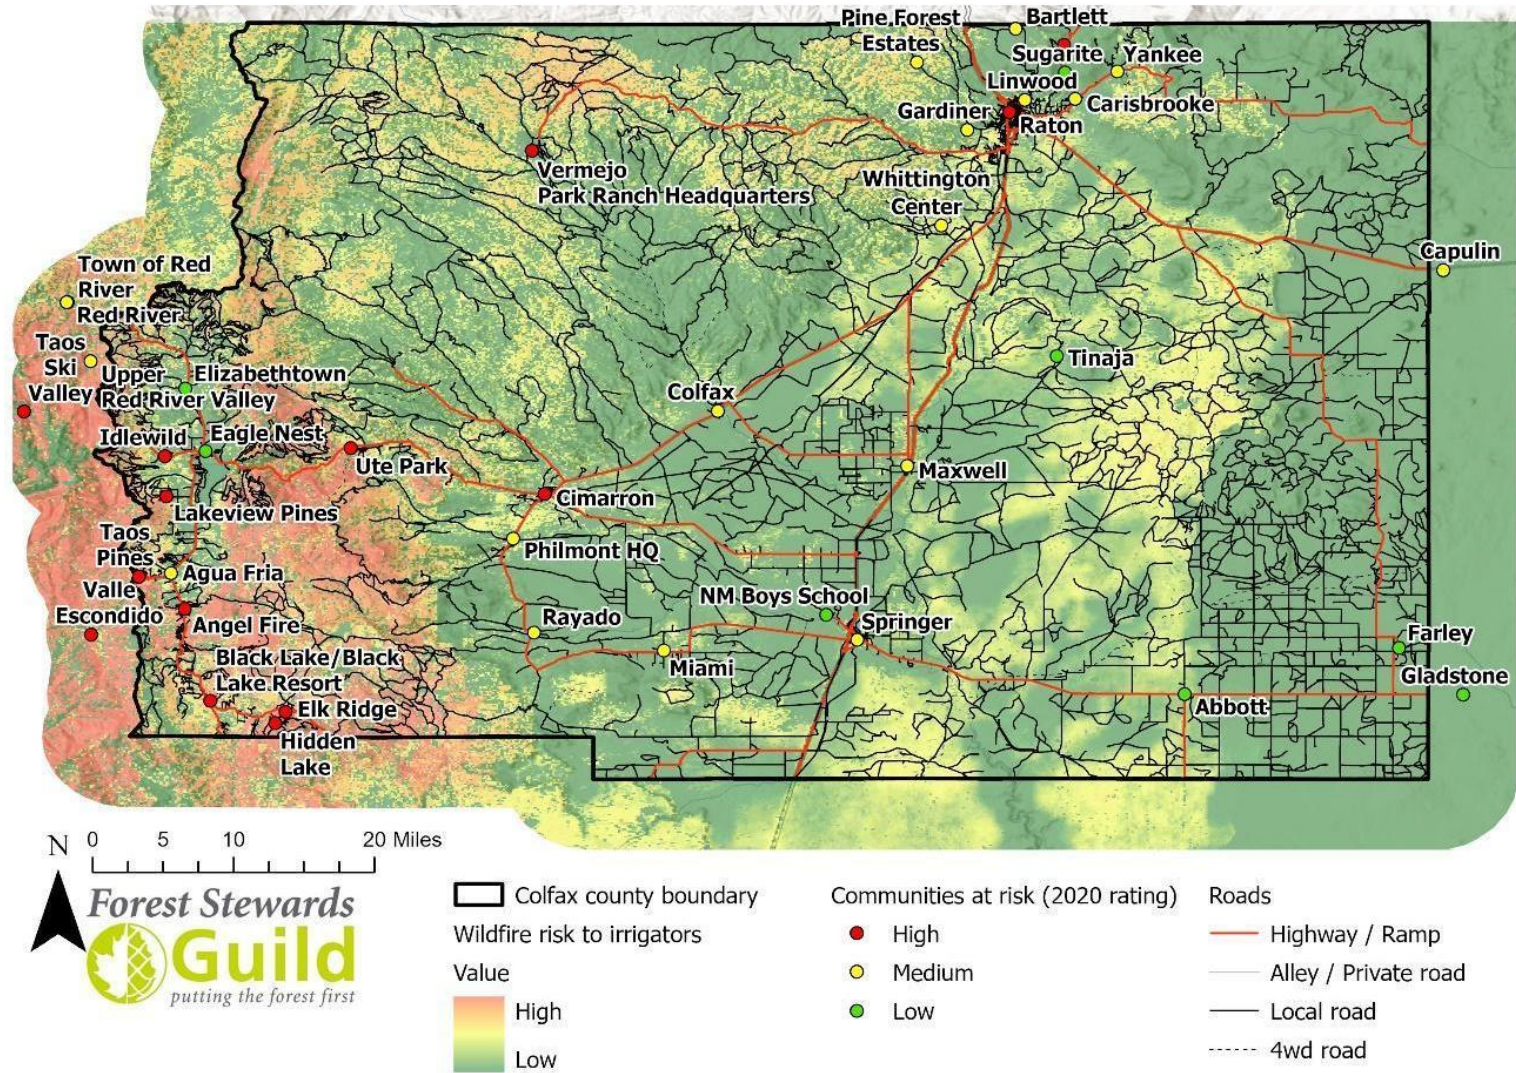 Pine Forest
Estates
Bartlett
Sugarite
Yankee
Linwood
Gardiner
Carisbrooke
Raton
Vermejo
Park Ranch Headquarters
Whittington
Center
Capulin
Town of Red
River
Red River
Taos
Ski
Valley
Upper
Red River Valley
Elizabethtown
Tinaja
Colfax
Idlewild
Eagle Nest
Ute Park
Maxwell
Cimarron
Lakeview Pines
Taos
Pines
Philmont HQ
Agua Fria
Valle
Escondido
NM Boys School
Angel Fire
Rayado
Springer
Farley
Black Lake/Black
Lake Resort
Miami
Gladstone
Elk Ridge
Abbott
Hidden
Lake
N
0 5 10 20 Miles
Forest Stewards
Guild
putting the forest first
Colfax county boundary
Wildfire risk to irrigators
Value
High
Low
Communities at risk (2020 rating)
High
Medium
Low
Roads
Highway / Ramp
Alley / Private road
Local road
4wd road